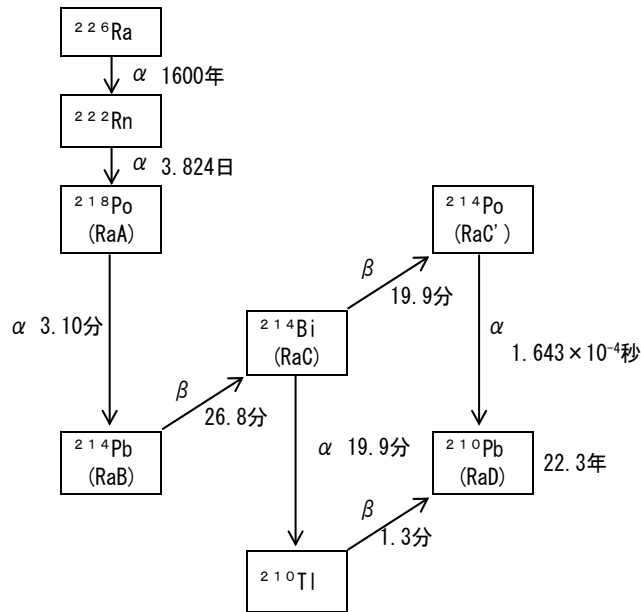 ²²⁶Ra
α 1600年
²²²Rn
α 3.824日
²¹⁸Po
(RaA)
²¹⁴Po
(RaC')
β
19.9分
α 3.10分
²¹⁴Bi
(RaC)
α
1.643×10⁻⁴秒
β
26.8分
²¹⁴Pb
(RaB)
α 19.9分
²¹⁰Pb
(RaD)
22.3年
β
1.3分
²¹⁰Tl